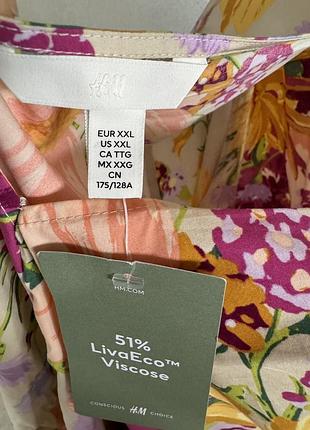 H&M
EUR XXL
US XXL
CA TTG
MX XXG
CN
175/128A
HM.COM
51%
LivaEco™
Viscose
CONSCIOUS H&M CHOICE